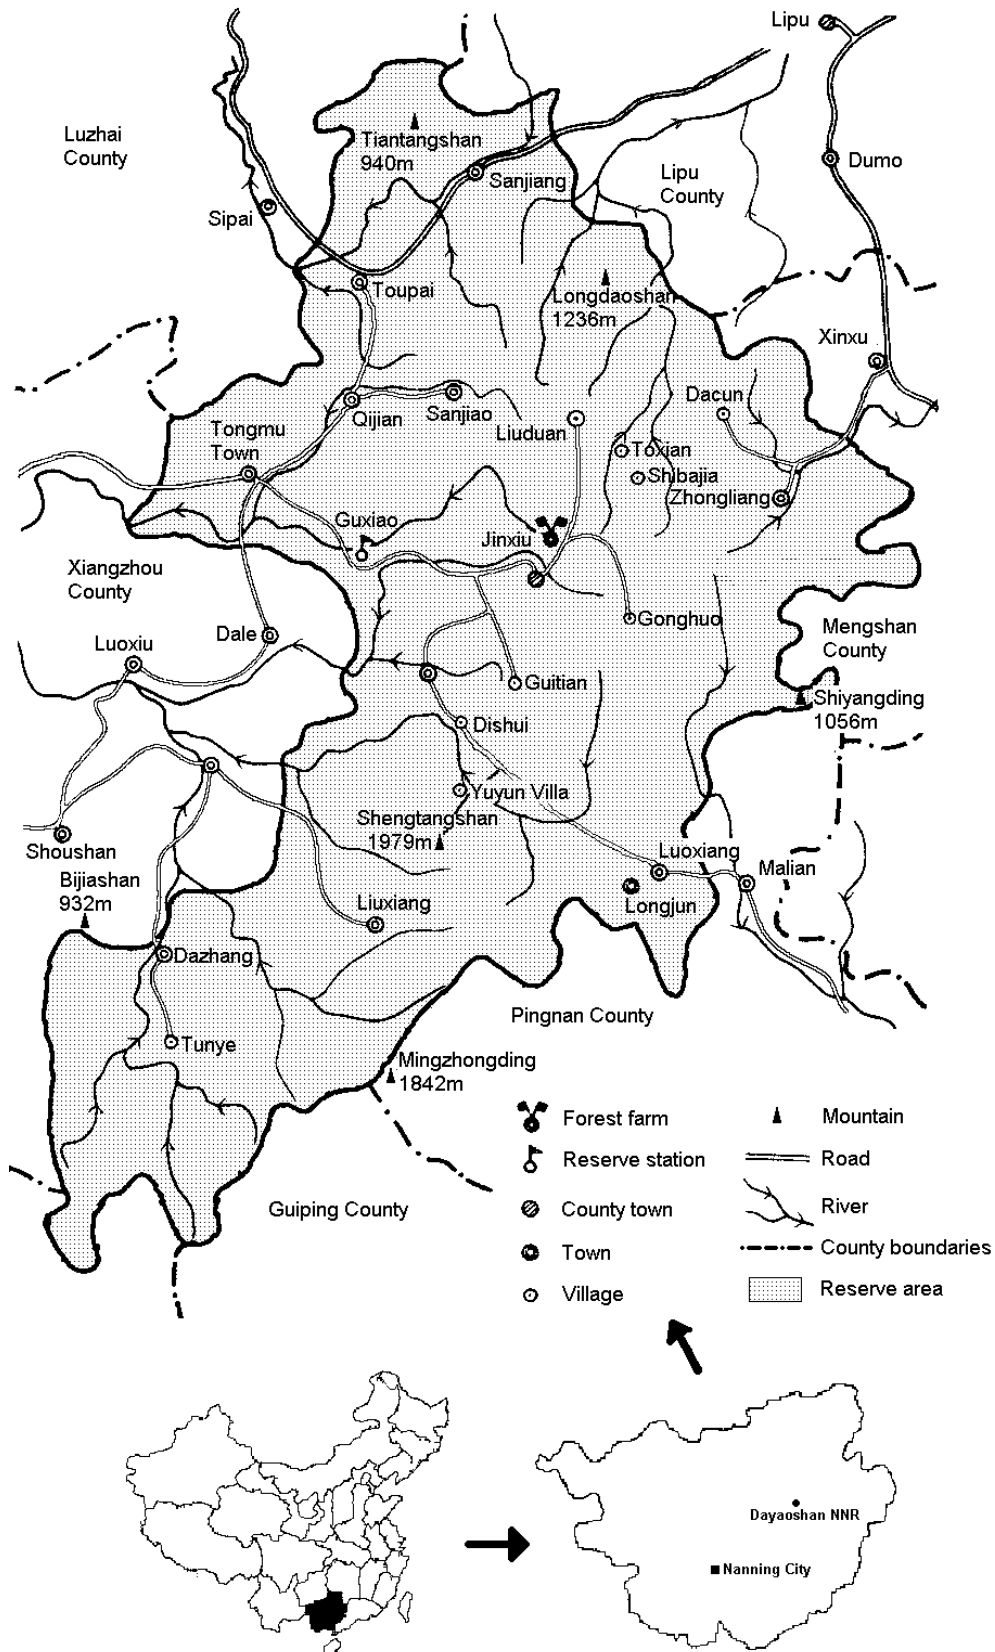 Lipu
Luzhai
County
Tiantangshan
940m
Sanjiang
Lipu
County
Dumo
Sipai
Toupai
Longdaoshan
1236m
Xinxu
Dacun
Qijian
Sanjiao
Liuduan
Tongmu
Town
Toxian
Shibajia
Zhongliang
Guxiao
Jinxiu
Xiangzhou
County
Gonghuo
Mengshan
County
Luoxiu
Dale
Guitian
Shiyangding
1056m
Dishui
Yuyun Villa
Shengtangshan
1979m
Shoushan
Luoxiang
Malian
Bijiashan
932m
Liuxiang
Longjun
Dazhang
Pingnan County
Tunye
Mingzhongding
1842m
Guiping County
Forest farm
Reserve station
County town
Town
Village
Mountain
Road
River
County boundaries
Reserve area
Dayaoshan NNR
Nanning City